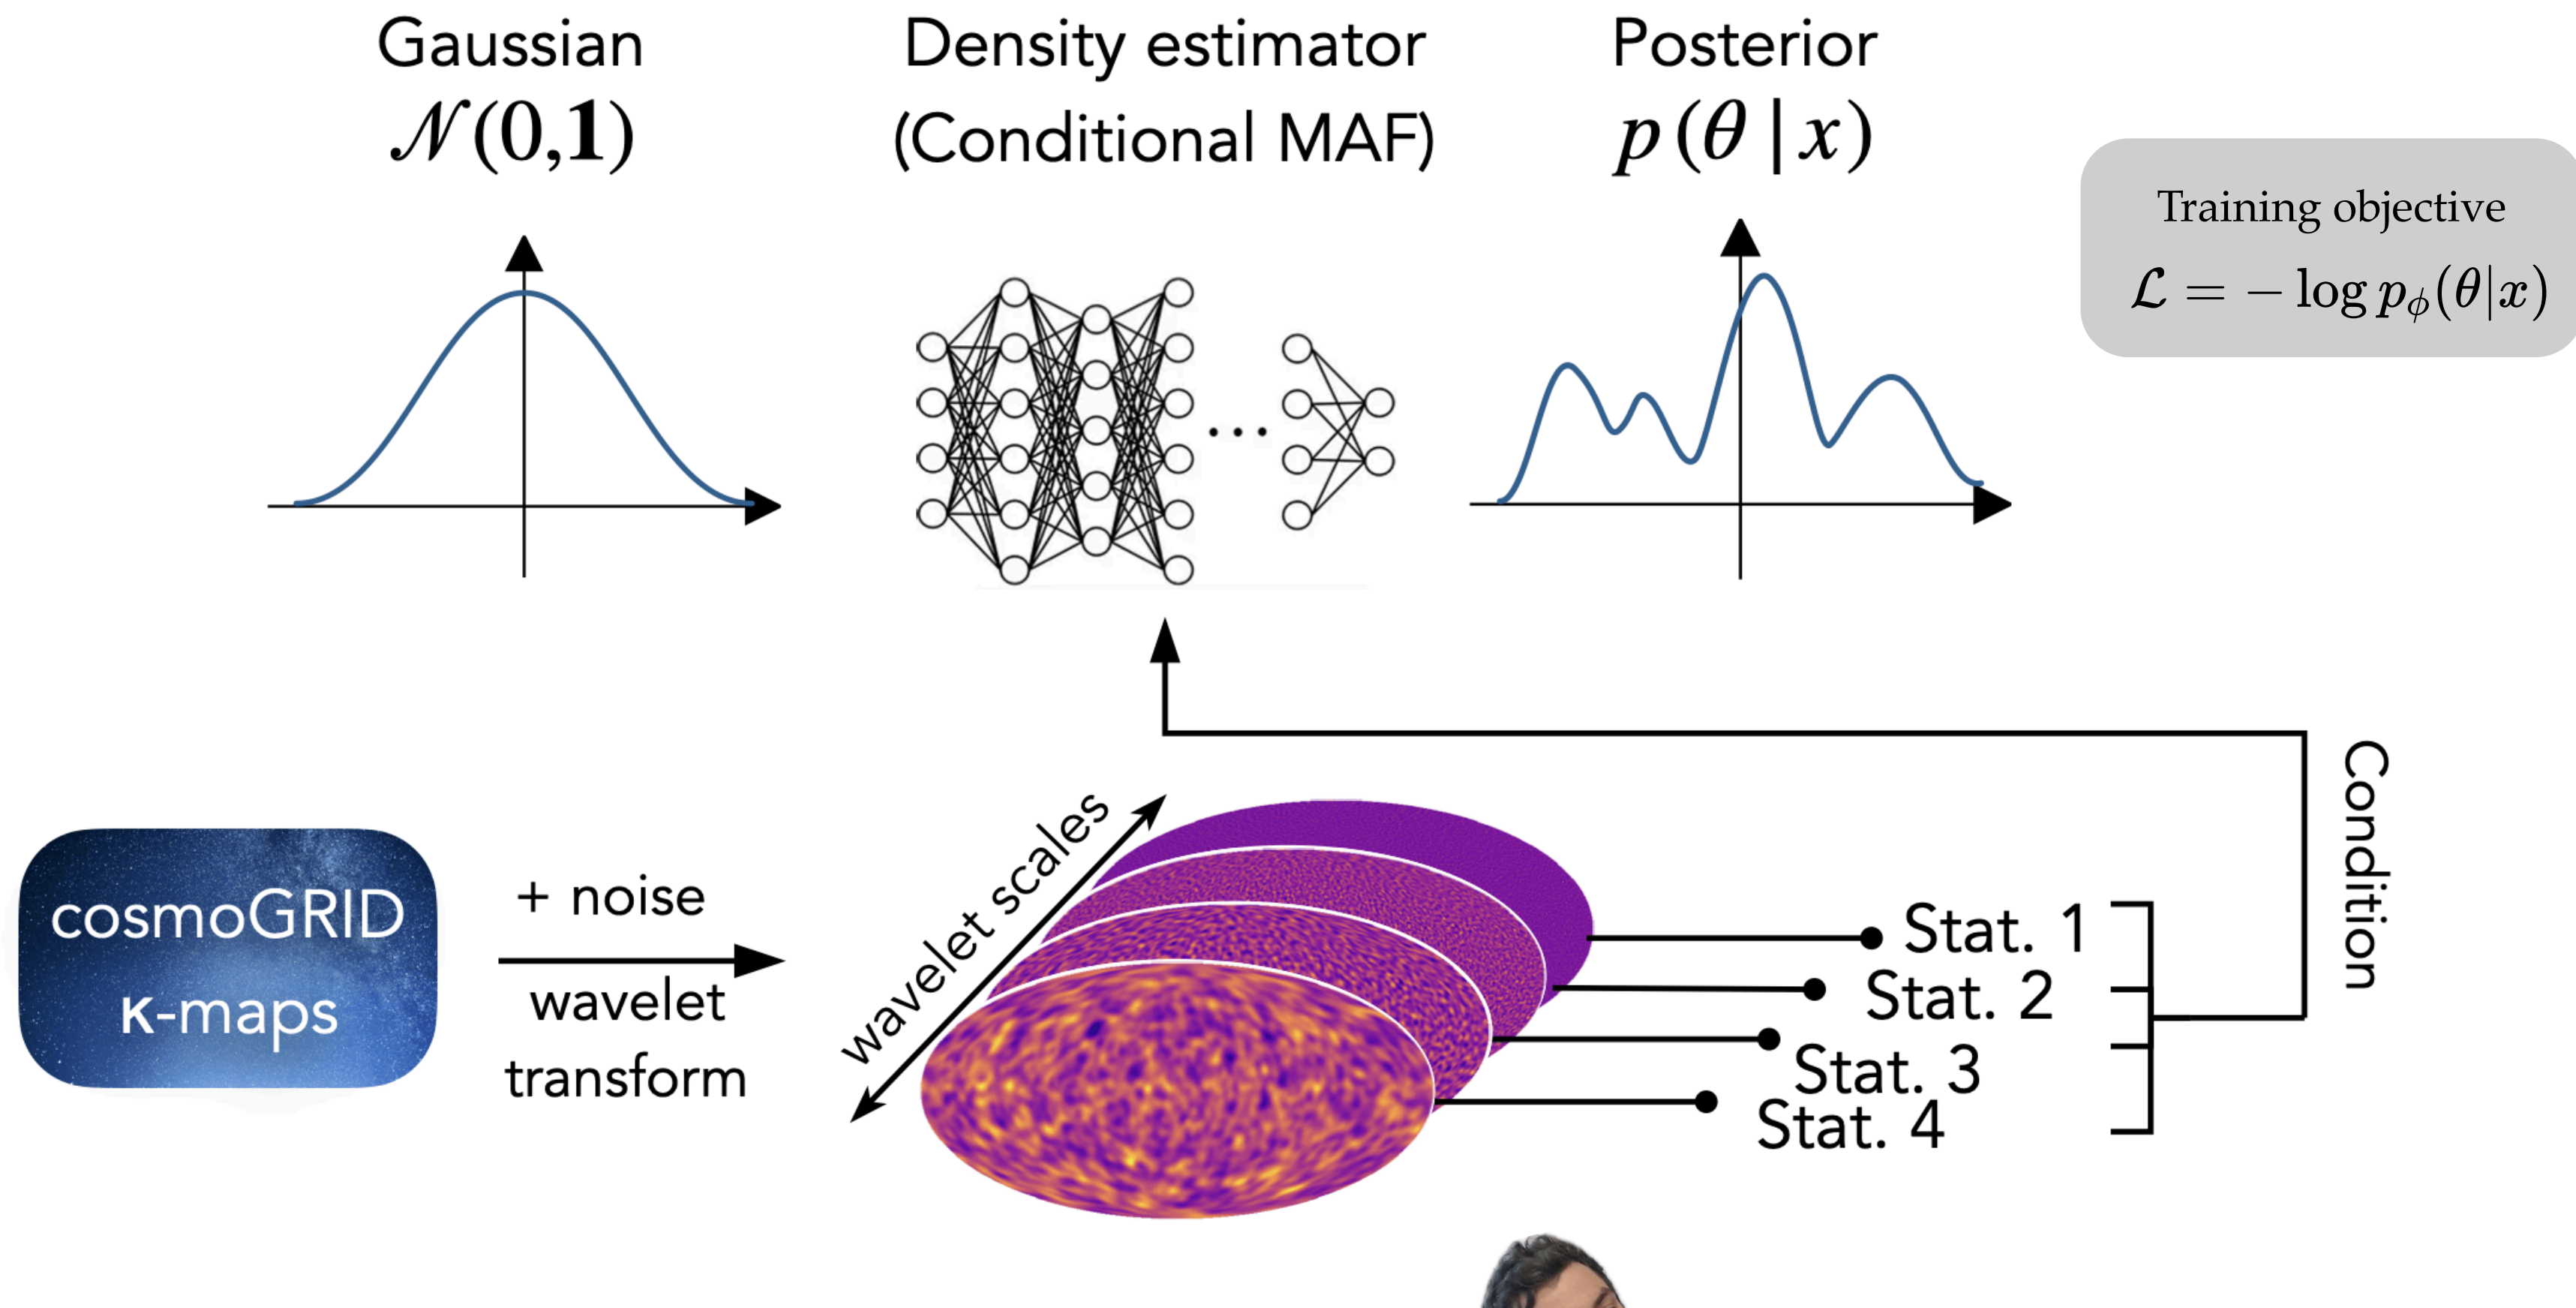 Gaussian
𝒩(0,𝟏)
Density estimator
(Conditional MAF)
Posterior
p(θ|x)
Training objective
ℒ = − log p_ϕ(θ|x)
Condition
cosmoGRID
κ-maps
+ noise
wavelet
transform
wavelet scales
Stat. 1
Stat. 2
Stat. 3
Stat. 4